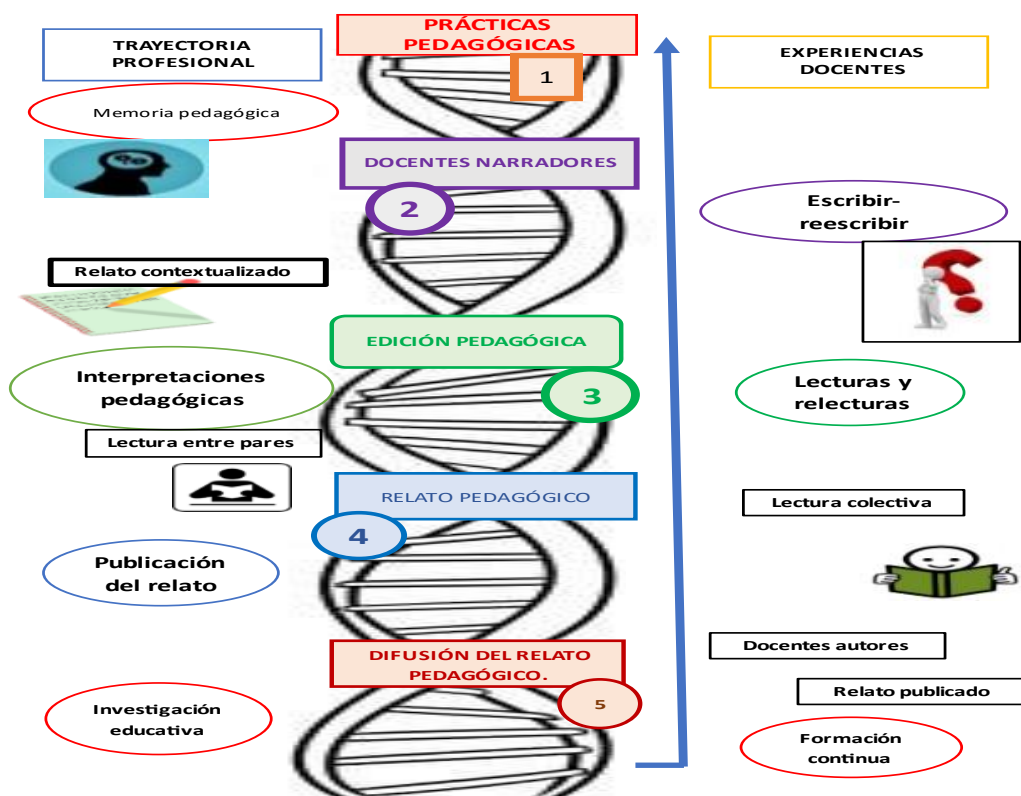 PRÁCTICAS
PEDAGÓGICAS
1
TRAYECTORIA
PROFESIONAL
EXPERIENCIAS
DOCENTES
Memoria pedagógica
DOCENTES NARRADORES
2
Escribir-
reescribir
Relato contextualizado
EDICIÓN PEDAGÓGICA
3
Interpretaciones
pedagógicas
Lecturas y
relecturas
Lectura entre pares
RELATO PEDAGÓGICO
4
Lectura colectiva
Publicación
del relato
DIFUSIÓN DEL RELATO
PEDAGÓGICO.
5
Docentes autores
Relato publicado
Investigación
educativa
Formación
continua